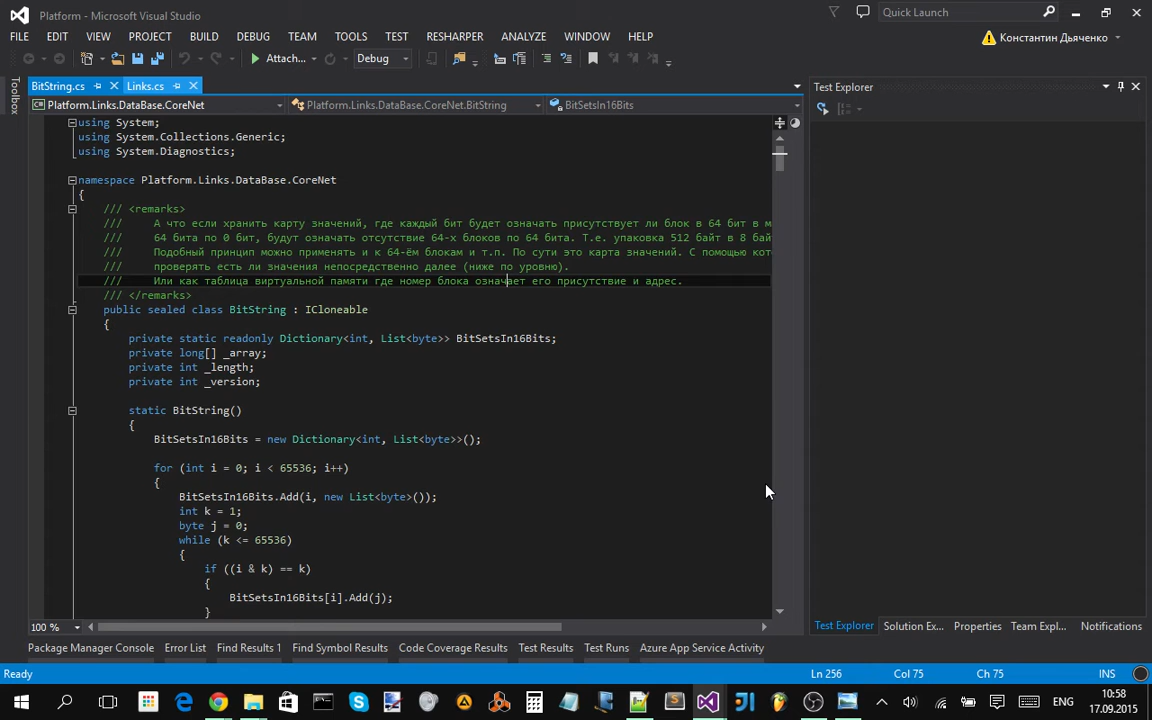 Platform - Microsoft Visual Studio
Quick Launch
FILE EDIT VIEW PROJECT BUILD DEBUG TEAM TOOLS TEST RESHARPER ANALYZE WINDOW HELP
Константин Дьяченко
Attach... Debug
Toolbox
BitString.cs Links.cs
Platform.Links.DataBase.CoreNet Platform.Links.DataBase.CoreNet.BitString BitSetsIn16Bits
Test Explorer
using System;
using System.Collections.Generic;
using System.Diagnostics;
namespace Platform.Links.DataBase.CoreNet
{
/// <remarks>
/// А что если хранить карту значений, где каждый бит будет означать присутствует ли блок в 64 бит в м
/// 64 бита по 0 бит, будут означать отсутствие 64-х блоков по 64 бита. Т.е. упаковка 512 байт в 8 бай
/// Подобный принцип можно применять и к 64-ём блокам и т.п. По сути это карта значений. С помощью кот
/// проверять есть ли значения непосредственно далее (ниже по уровню).
/// Или как таблица виртуальной памяти где номер блока означает его присутствие и адрес.
/// </remarks>
public sealed class BitString : ICloneable
{
private static readonly Dictionary<int, List<byte>> BitSetsIn16Bits;
private long[] _array;
private int _length;
private int _version;
static BitString()
{
BitSetsIn16Bits = new Dictionary<int, List<byte>>();
for (int i = 0; i < 65536; i++)
{
BitSetsIn16Bits.Add(i, new List<byte>());
int k = 1;
byte j = 0;
while (k <= 65536)
{
if ((i & k) == k)
{
BitSetsIn16Bits[i].Add(j);
}
100 %
Test Explorer Solution Ex... Properties Team Expl... Notifications
Package Manager Console Error List Find Results 1 Find Symbol Results Code Coverage Results Test Results Test Runs Azure App Service Activity
Ready Ln 256 Col 75 Ch 75 INS
ENG
10:58
17.09.2015